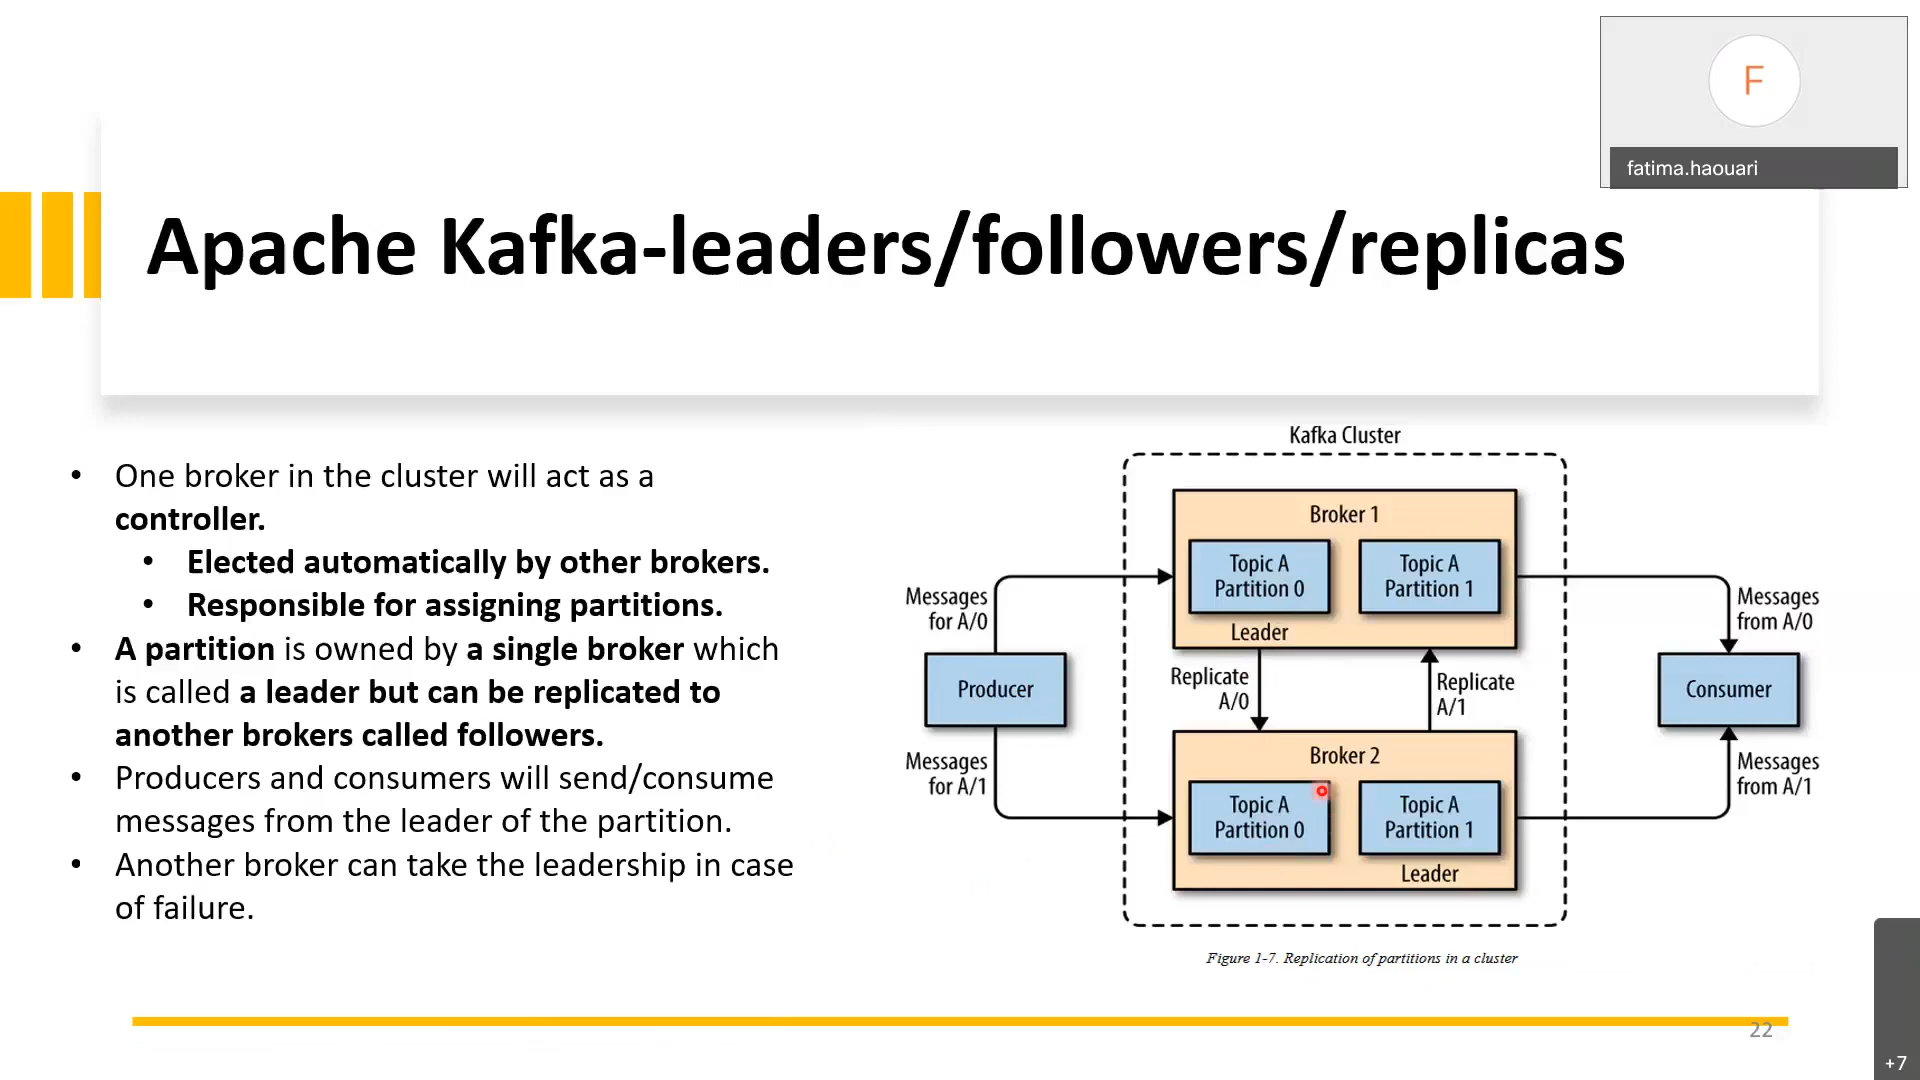 F
fatima.haouari
Apache Kafka-leaders/followers/replicas
• One broker in the cluster will act as a
controller.
• Elected automatically by other brokers.
• Responsible for assigning partitions.
• A partition is owned by a single broker which
is called a leader but can be replicated to
another brokers called followers.
• Producers and consumers will send/consume
messages from the leader of the partition.
• Another broker can take the leadership in case
of failure.
Kafka Cluster
Broker 1
Topic A
Partition 0
Topic A
Partition 1
Leader
Messages
for A/0
Messages
from A/0
Producer
Replicate
A/0
Replicate
A/1
Consumer
Messages
for A/1
Messages
from A/1
Broker 2
Topic A
Partition 0
Topic A
Partition 1
Leader
Figure 1-7. Replication of partitions in a cluster
22
+7